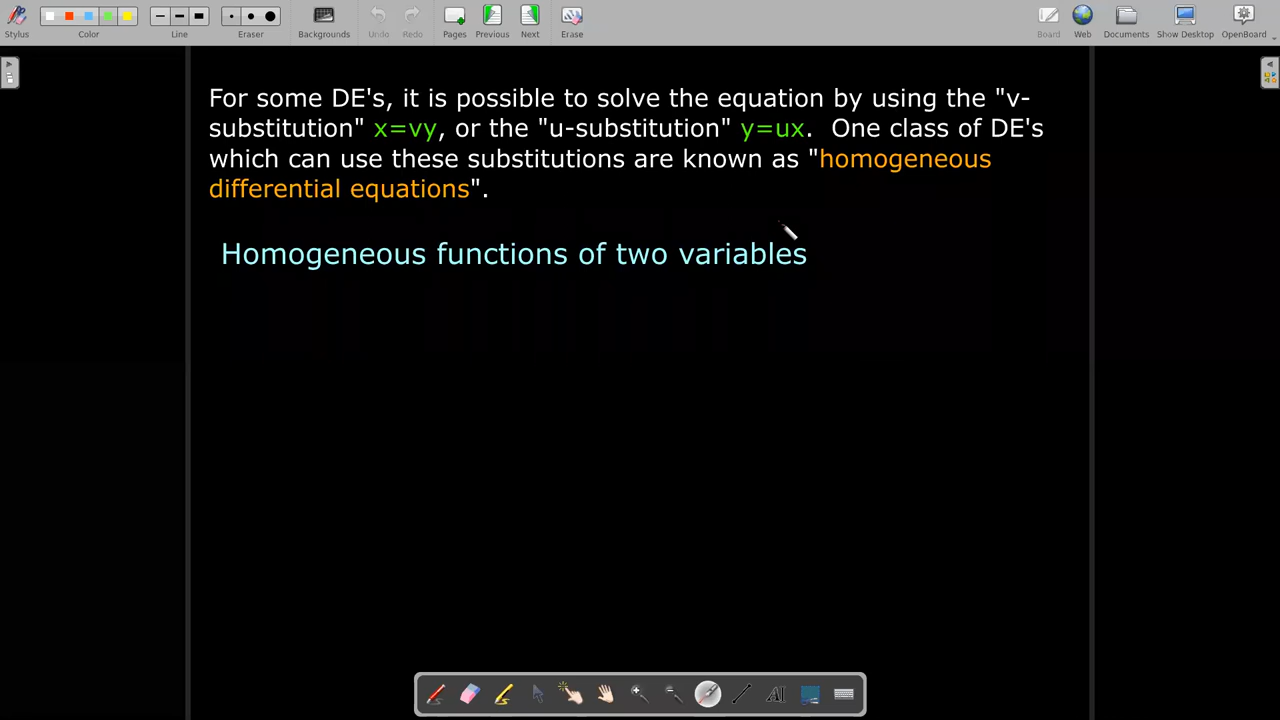 Stylus
Color
Line
Eraser
Backgrounds
Undo
Redo
Pages
Previous
Next
Erase
Board
Web
Documents
Show Desktop
OpenBoard
For some DE's, it is possible to solve the equation by using the "v-
substitution" x=vy, or the "u-substitution" y=ux.  One class of DE's
which can use these substitutions are known as "homogeneous
differential equations".
Homogeneous functions of two variables
AI